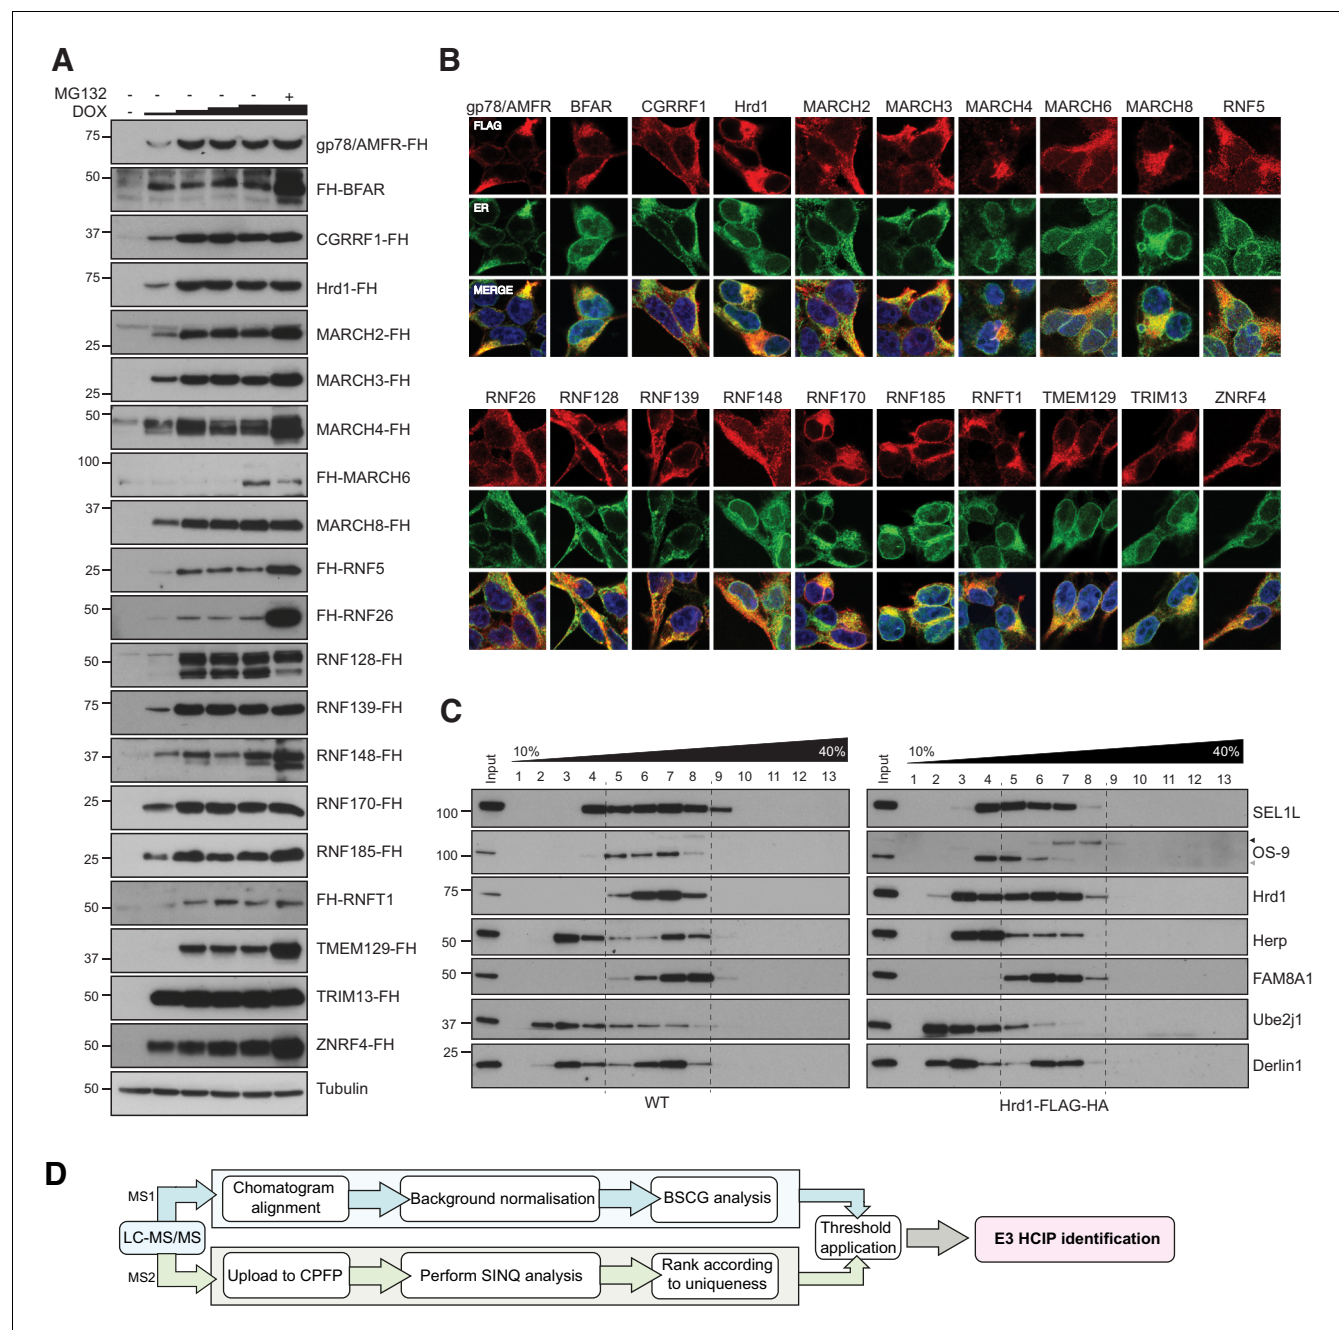 A
MG132 - - - - - +
DOX -
75 gp78/AMFR-FH
50 FH-BFAR
37 CGRRF1-FH
75 Hrd1-FH
25 MARCH2-FH
25 MARCH3-FH
50 MARCH4-FH
100 FH-MARCH6
37 MARCH8-FH
25 FH-RNF5
50 FH-RNF26
50 RNF128-FH
75 RNF139-FH
37 RNF148-FH
25 RNF170-FH
25 RNF185-FH
50 FH-RNFT1
37 TMEM129-FH
50 TRIM13-FH
50 ZNRF4-FH
50 Tubulin
B
gp78/AMFR BFAR CGRRF1 Hrd1 MARCH2 MARCH3 MARCH4 MARCH6 MARCH8 RNF5
FLAG
ER
MERGE
RNF26 RNF128 RNF139 RNF148 RNF170 RNF185 RNFT1 TMEM129 TRIM13 ZNRF4
C
Input 10% 40%
1 2 3 4 5 6 7 8 9 10 11 12 13
Input 10% 40%
1 2 3 4 5 6 7 8 9 10 11 12 13
100 SEL1L
100 OS-9
75 Hrd1
50 Herp
50 FAM8A1
37 Ube2j1
25 Derlin1
WT
Hrd1-FLAG-HA
D
LC-MS/MS
MS1
Chomatogram
alignment
Background normalisation
BSCG analysis
MS2
Upload to CPFP
Perform SINQ analysis
Rank according
to uniqueness
Threshold
application
E3 HCIP identification